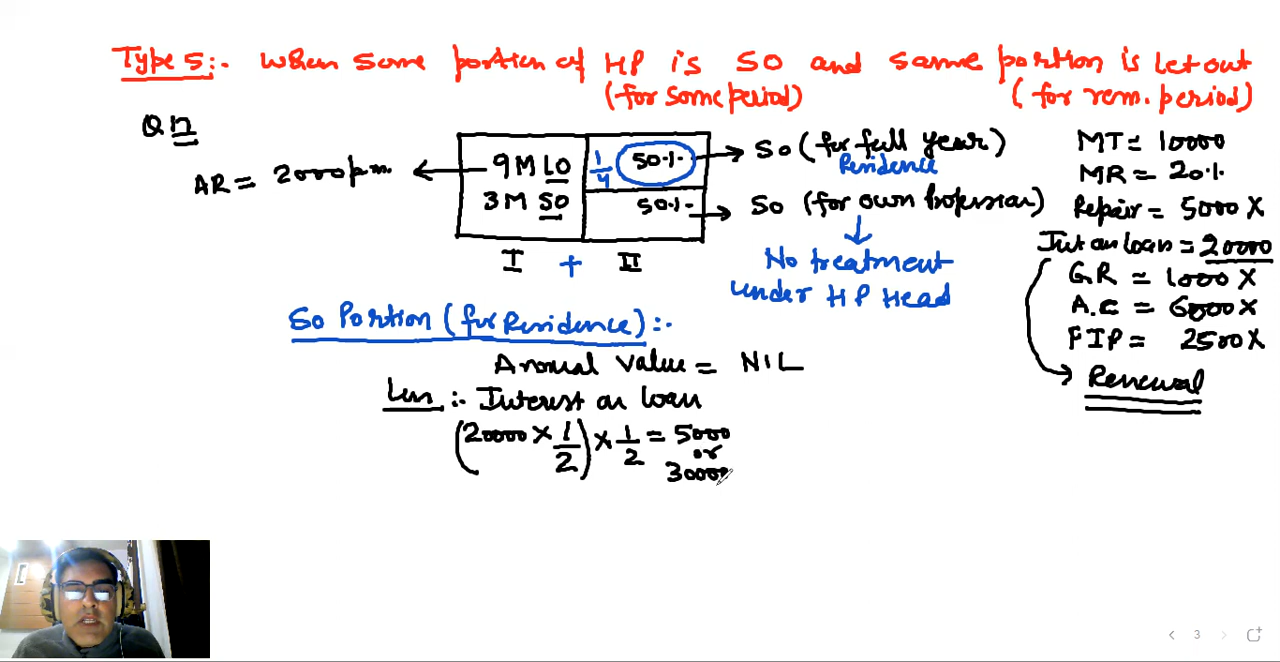 Type 5:- When some portion of HP is SO and same portion is let out
(for some period) (for rem. period)
Q 12
AR = 2000 pm.
9M LO
3M SO
1/4
50%
50%
I + II
SO (for full year)
Residence
SO (for own profession)
No treatment
under HP Head
MT = 10000
MR = 20%
Repair = 5000 X
Int on loan = 20000
G.R = 1000 X
A.C = 6000 X
FIP = 2500 X
Renewal
SO Portion (for Residence) :-
Annual Value = NIL
Less :- Interest on loan
(20000 × 1/2) × 1/2 = 5000
or
30000
3